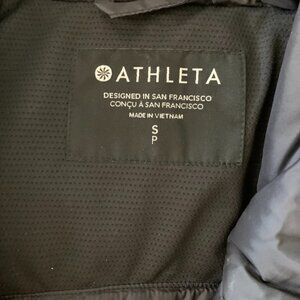 ATHLETA
DESIGNED IN SAN FRANCISCO
CONÇU À SAN FRANCISCO
MADE IN VIETNAM
S
P